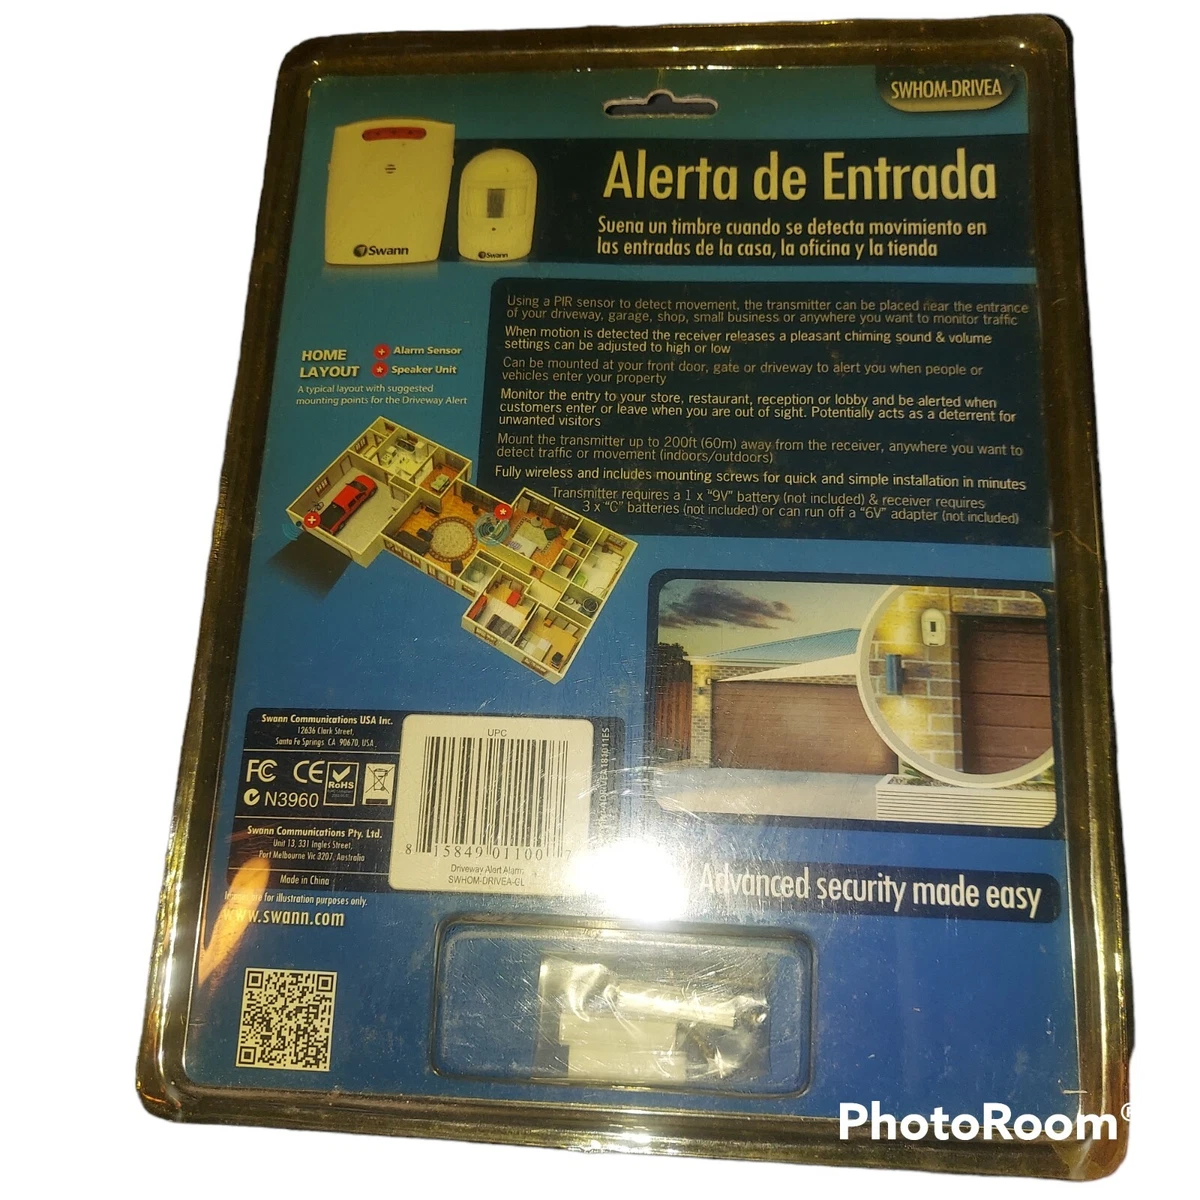 SWHOM-DRIVEA
Swann
Swann
Alerta de Entrada
Suena un timbre cuando se detecta movimiento en
las entradas de la casa, la oficina y la tienda
Using a PIR sensor to detect movement, the transmitter can be placed near the entrance
of your driveway, garage, shop, small business or anywhere you want to monitor traffic
When motion is detected the receiver releases a pleasant chiming sound & volume
settings can be adjusted to high or low
Can be mounted at your front door, gate or driveway to alert you when people or
vehicles enter your property
Monitor the entry to your store, restaurant, reception or lobby and be alerted when
customers enter or leave when you are out of sight. Potentially acts as a deterrent for
unwanted visitors
Mount the transmitter up to 200ft (60m) away from the receiver, anywhere you want to
detect traffic or movement (indoors/outdoors)
Fully wireless and includes mounting screws for quick and simple installation in minutes
Transmitter requires a 1 x "9V" battery (not included) & receiver requires
3 x "C" batteries (not included) or can run off a "6V" adapter (not included)
HOME
LAYOUT
Alarm Sensor
Speaker Unit
A typical layout with suggested
mounting points for the Driveway Alert
Swann Communications USA Inc.
12636 Clark Street,
Santa Fe Springs CA 90670, USA
FC CE RoHS
N3960
Swann Communications Pty. Ltd.
Unit 13, 331 Ingles Street,
Port Melbourne Vic 3207, Australia
Made in China
for illustration purposes only.
www.swann.com
UPC
8 15849 01100 7
Driveway Alert Alarm
SWHOM-DRIVEA-GL
Advanced security made easy
PhotoRoom®